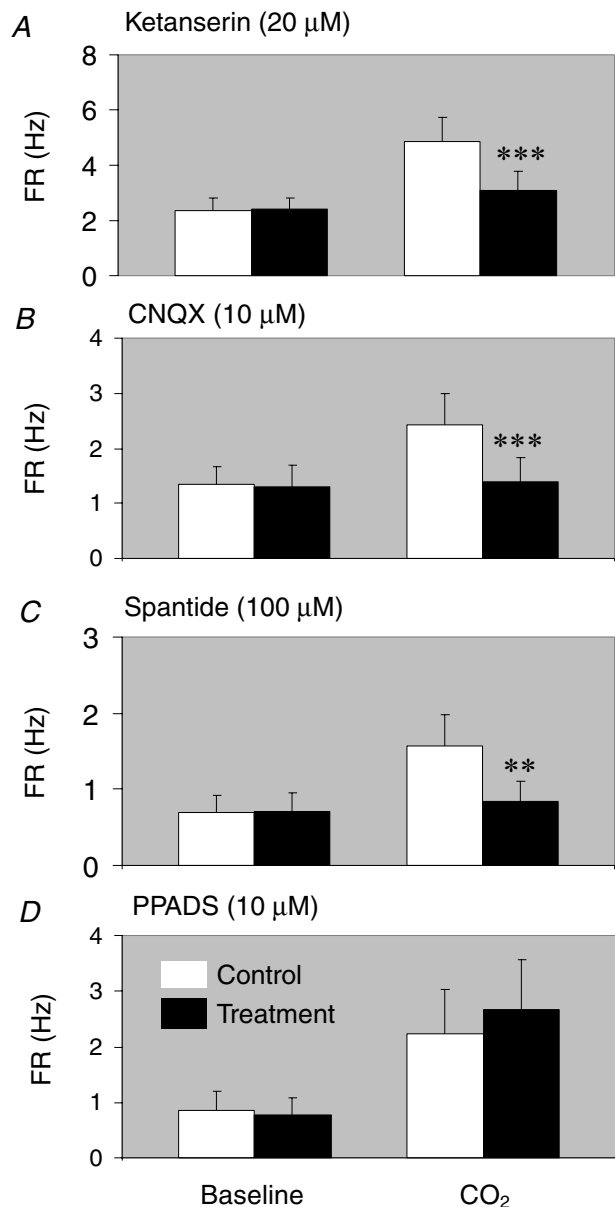 A Ketanserin (20 μM)
8
6
4
2
0
FR (Hz)
***
B CNQX (10 μM)
4
3
2
1
0
FR (Hz)
***
C Spantide (100 μM)
3
2
1
0
FR (Hz)
**
D PPADS (10 μM)
4
3
2
1
0
FR (Hz)
Control
Treatment
Baseline CO₂